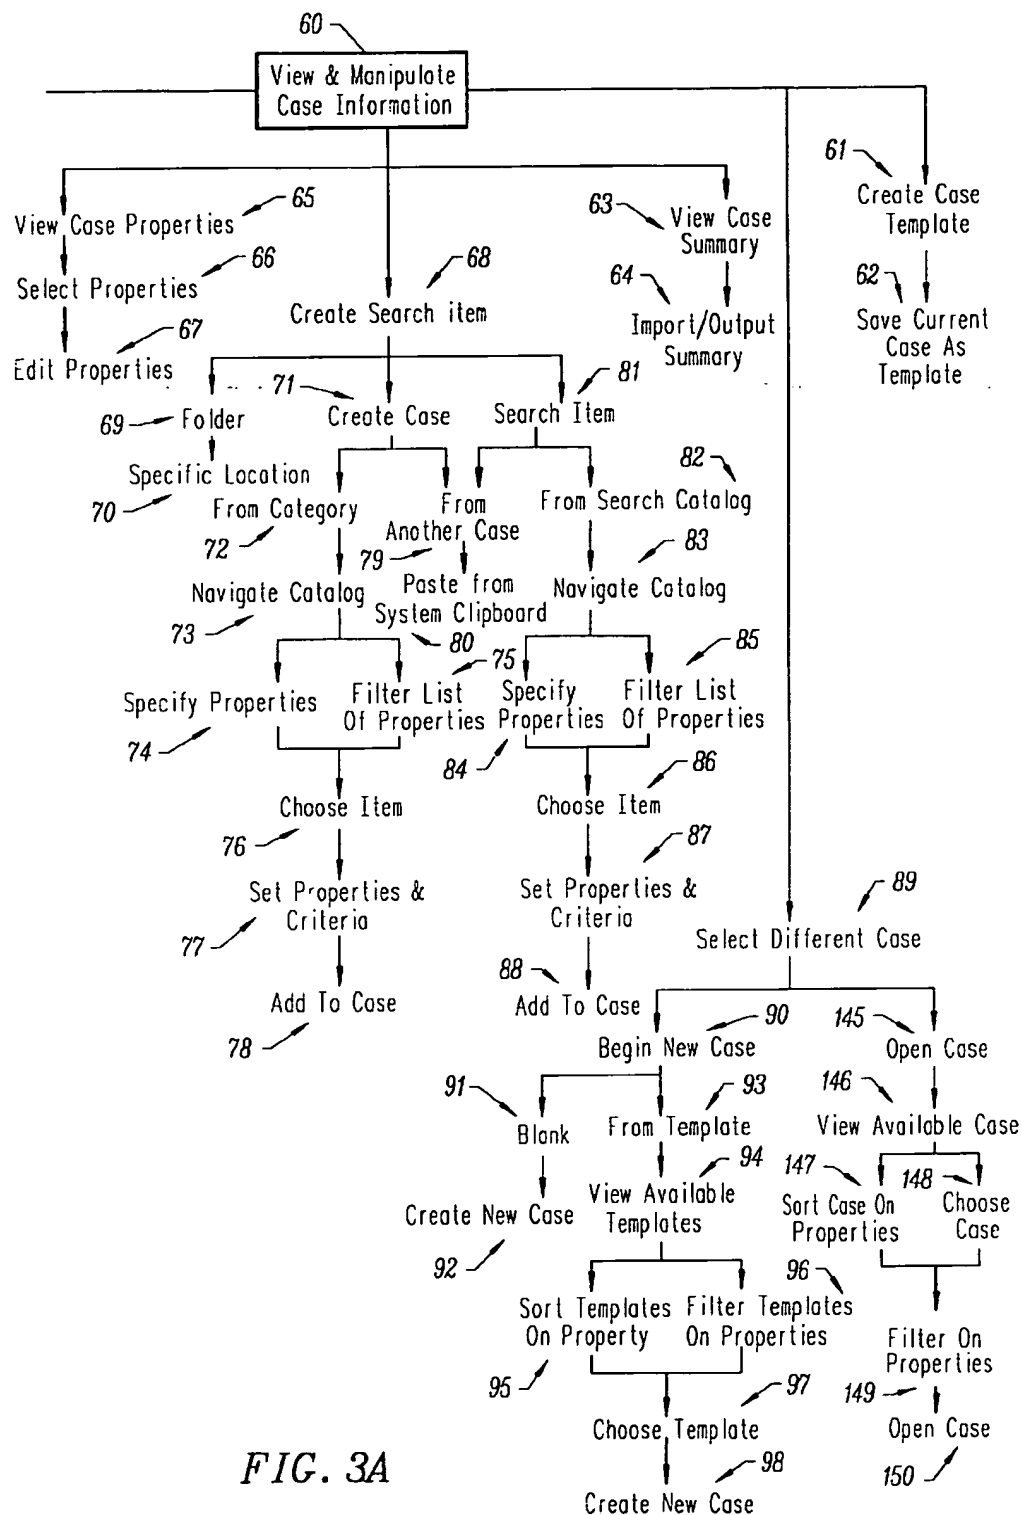 60
View & Manipulate
Case Information
61
Create Case
Template
65
63
View Case Properties
View Case
Summary
66
68
64
62
Select Properties
Create Search item
Import/Output
Summary
Save Current
Case As
Template
67
Edit Properties
71
81
69
Folder
Create Case
Search Item
Specific Location
70
82
From Category
72
From
Another Case
79
From Search Catalog
83
Navigate Catalog
73
Paste from
System Clipboard
80
Navigate Catalog
75
85
Specify Properties
74
Filter List
Of Properties
Specify
Properties
84
Filter List
Of Properties
86
Choose Item
76
Choose Item
87
Set Properties &
Criteria
77
Set Properties &
Criteria
89
Select Different Case
88
Add To Case
78
Add To Case
90
145
Begin New Case
Open Case
91
93
146
Blank
From Template
View Available Case
94
147
148
Create New Case
92
View Available
Templates
Sort Case On
Properties
Choose
Case
96
Sort Templates
On Property
95
Filter Templates
On Properties
Filter On
Properties
149
97
Choose Template
Open Case
150
98
Create New Case
FIG. 3A